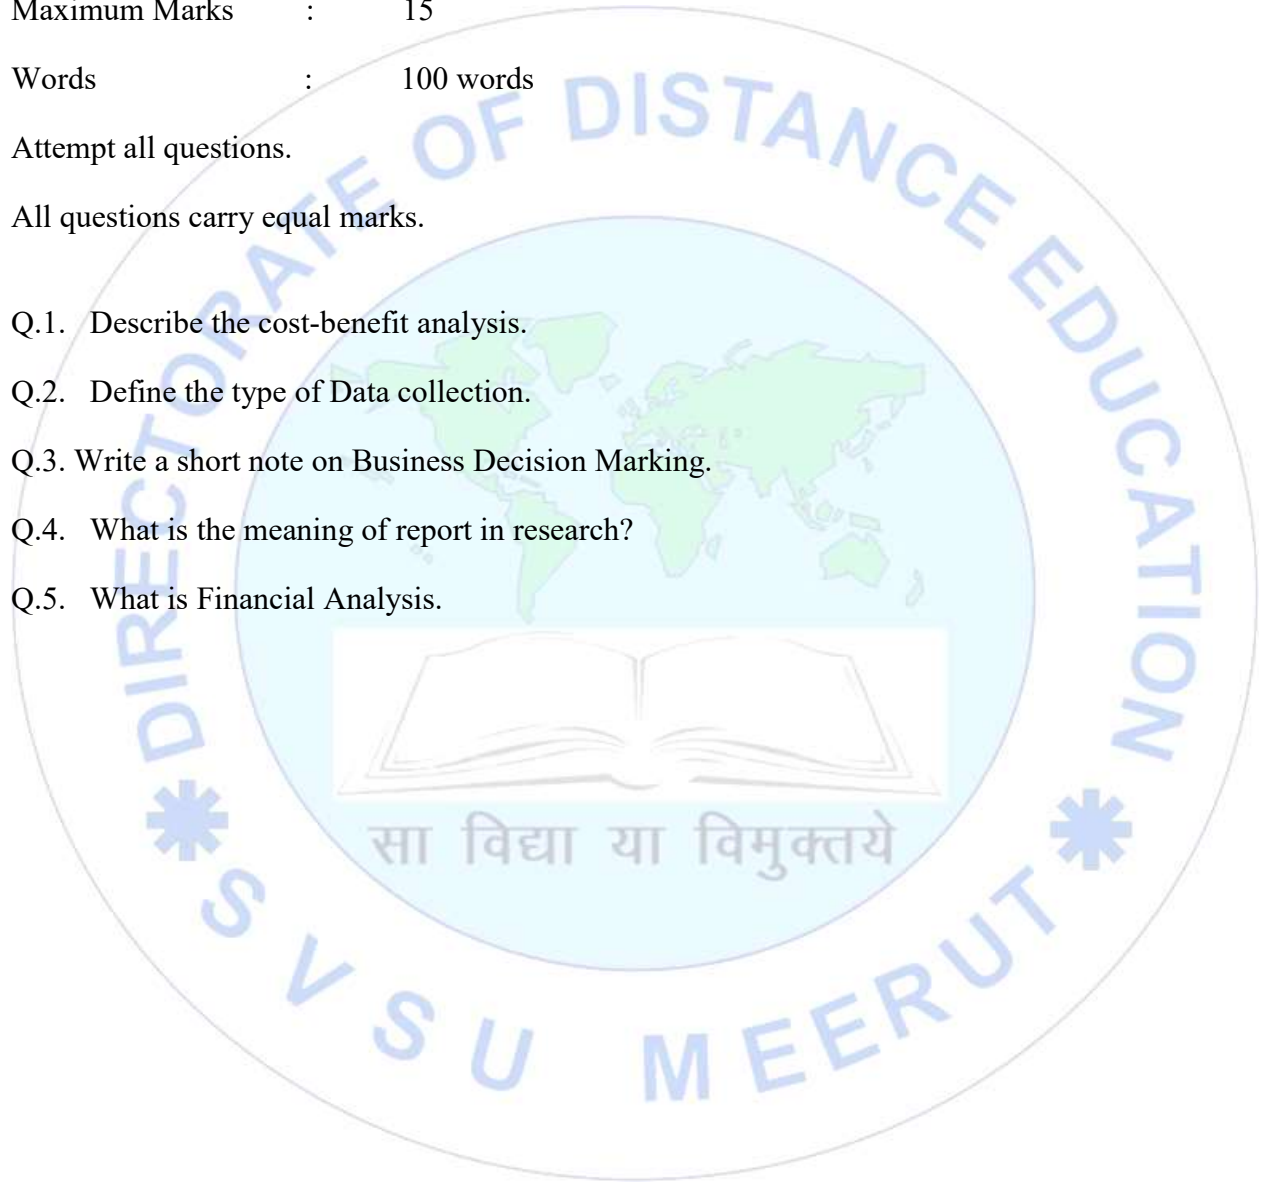 Maximum Marks : 15
Words : 100 words
Attempt all questions.
All questions carry equal marks.
Q.1. Describe the cost-benefit analysis.
Q.2. Define the type of Data collection.
Q.3. Write a short note on Business Decision Marking.
Q.4. What is the meaning of report in research?
Q.5. What is Financial Analysis.
DIRECTORATE OF DISTANCE EDUCATION
सा विद्या या विमुक्तये
S V S U MEERUT